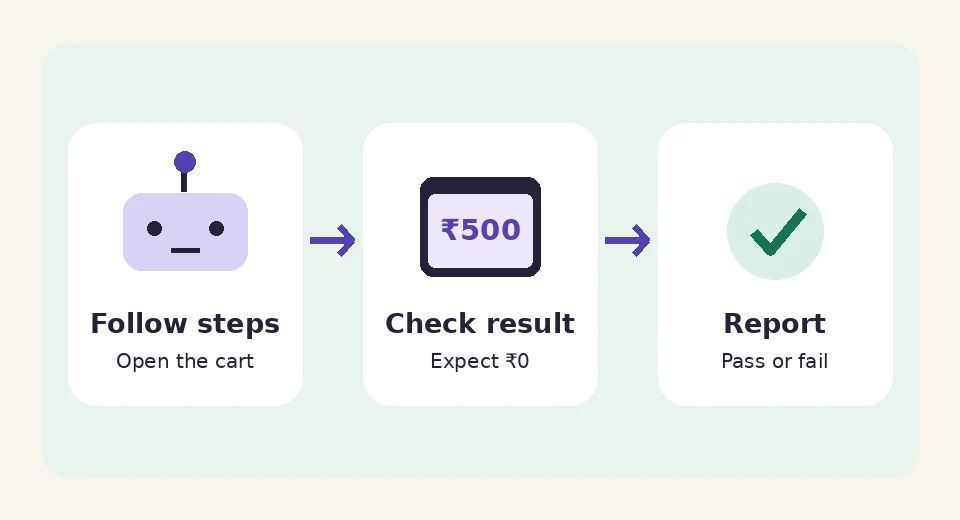 Follow steps
Open the cart
₹500
Check result
Expect ₹0
Report
Pass or fail